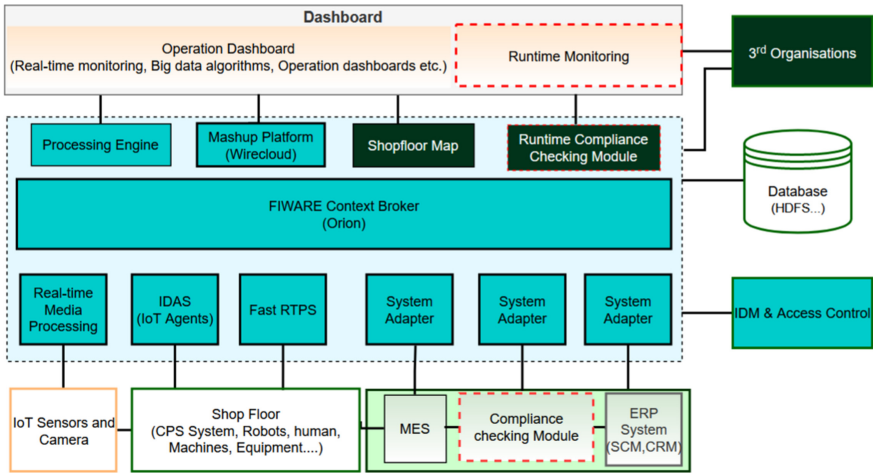 Dashboard
Operation Dashboard
(Real-time monitoring, Big data algorithms, Operation dashboards etc.)
Runtime Monitoring
3rd Organisations
Processing Engine
Mashup Platform
(Wirecloud)
Shopfloor Map
Runtime Compliance
Checking Module
FIWARE Context Broker
(Orion)
Database
(HDFS...)
Real-time
Media
Processing
IDAS
(IoT Agents)
Fast RTPS
System
Adapter
System
Adapter
System
Adapter
IDM & Access Control
IoT Sensors and
Camera
Shop Floor
(CPS System, Robots, human,
Machines, Equipment....)
MES
Compliance
checking Module
ERP
System
(SCM,CRM)